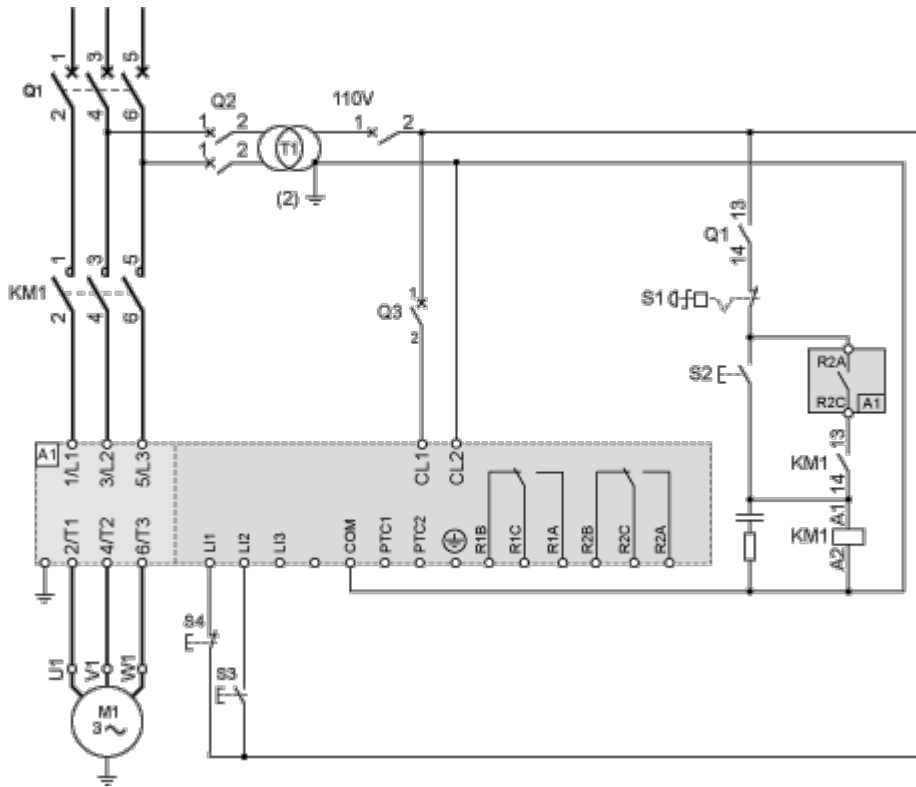 1 3 5
Q1
2 4 6
Q2
1 2
1 2
T1
(2)
110V
1 2
13
Q1
14
1 3 5
KM1
2 4 6
1
Q3
2
S1
S2
R2A
R2C A1
13
KM1
14
A1
KM1
A2
A1
1/L1 3/L2 5/L3 CL1 CL2
2/T1 4/T2 6/T3 LI1 LI2 LI3 COM PTC1 PTC2 R1B R1C R1A R2B R2C R2A
S4
S3
U1 V1 W1
M1
3